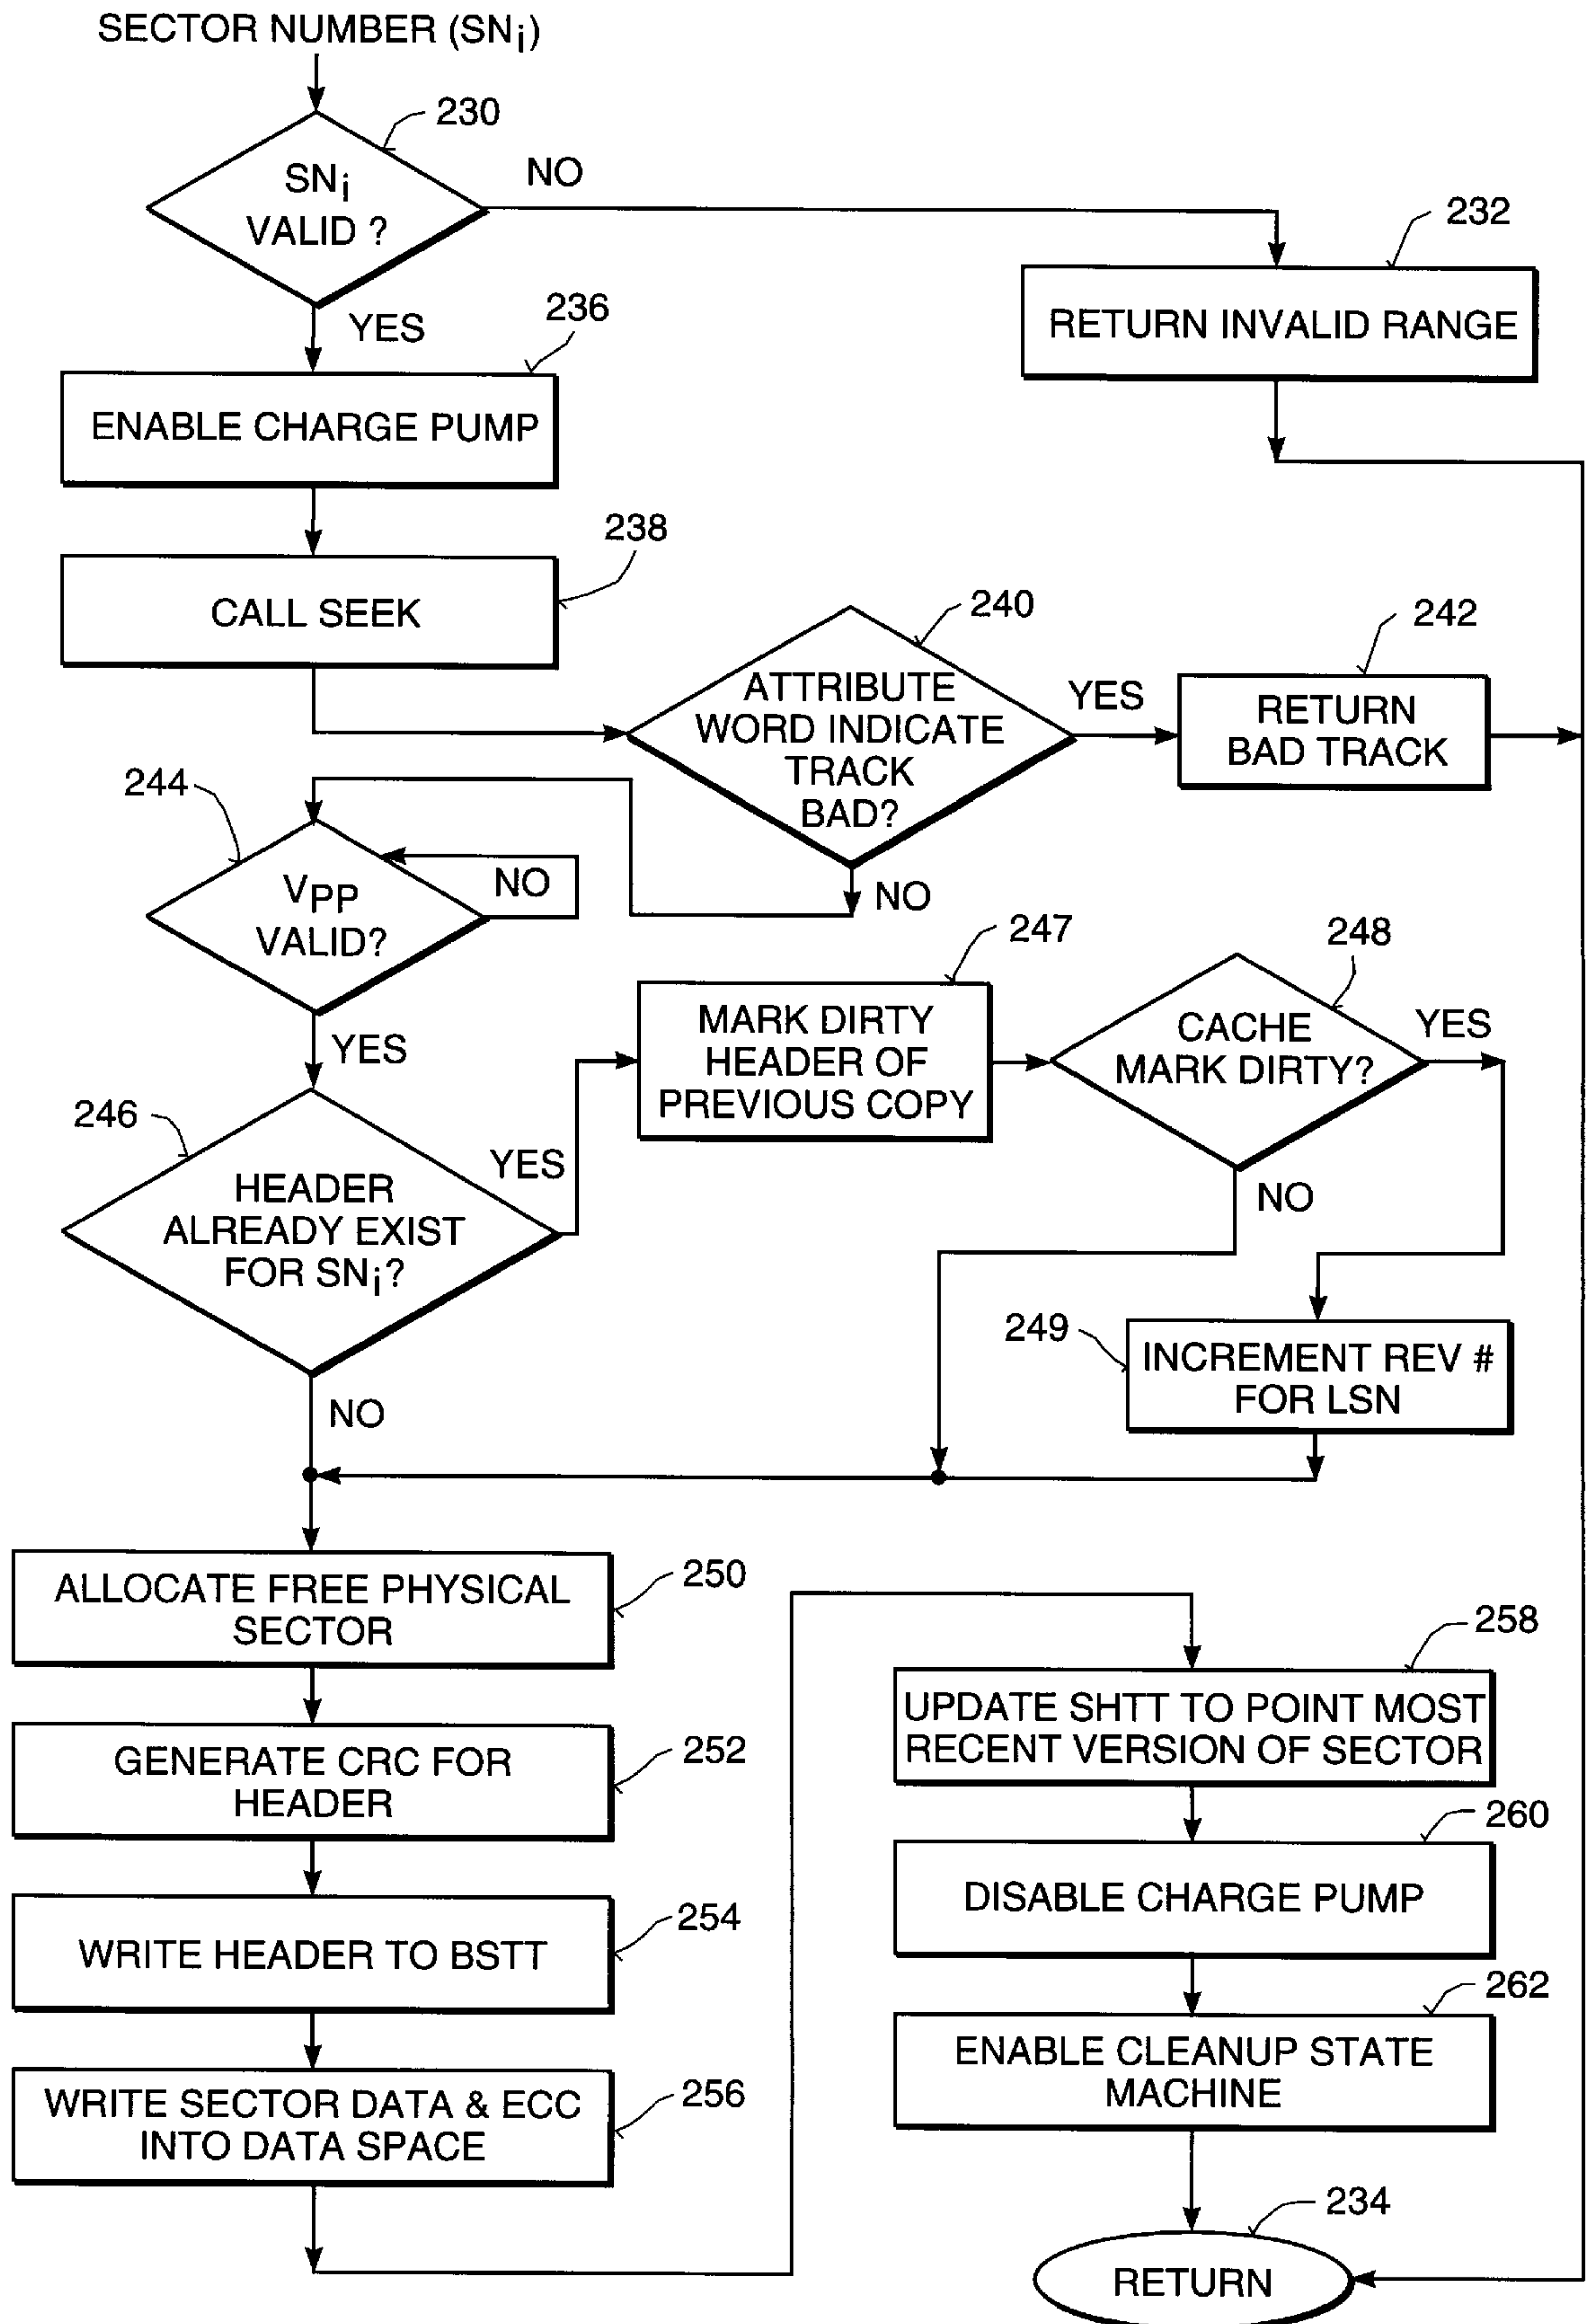 SECTOR NUMBER (SNi)
230
SNi
VALID ?
NO
232
RETURN INVALID RANGE
YES
236
ENABLE CHARGE PUMP
238
CALL SEEK
240
ATTRIBUTE
WORD INDICATE
TRACK
BAD?
YES
242
RETURN
BAD TRACK
NO
244
VPP
VALID?
NO
YES
246
HEADER
ALREADY EXIST
FOR SNi?
YES
247
MARK DIRTY
HEADER OF
PREVIOUS COPY
248
CACHE
MARK DIRTY?
YES
NO
249
INCREMENT REV #
FOR LSN
NO
250
ALLOCATE FREE PHYSICAL
SECTOR
252
GENERATE CRC FOR
HEADER
254
WRITE HEADER TO BSTT
256
WRITE SECTOR DATA & ECC
INTO DATA SPACE
258
UPDATE SHTT TO POINT MOST
RECENT VERSION OF SECTOR
260
DISABLE CHARGE PUMP
262
ENABLE CLEANUP STATE
MACHINE
234
RETURN